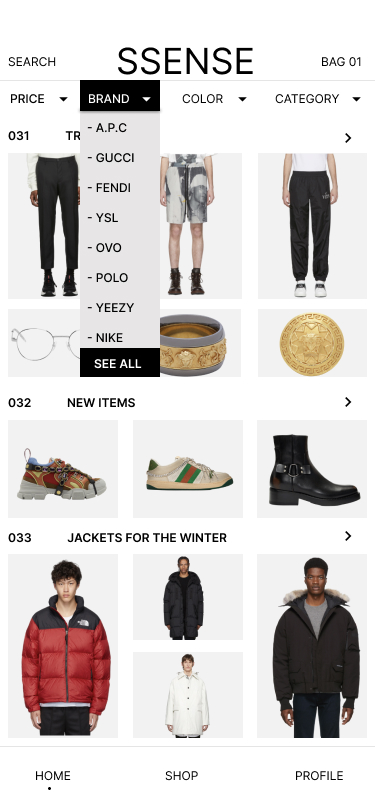 SSENSE
SEARCH
BAG 01
PRICE
BRAND
COLOR
CATEGORY
- A.P.C
- GUCCI
- FENDI
- YSL
- OVO
- POLO
- YEEZY
- NIKE
SEE ALL
031 TR
032 NEW ITEMS
033 JACKETS FOR THE WINTER
HOME
SHOP
PROFILE